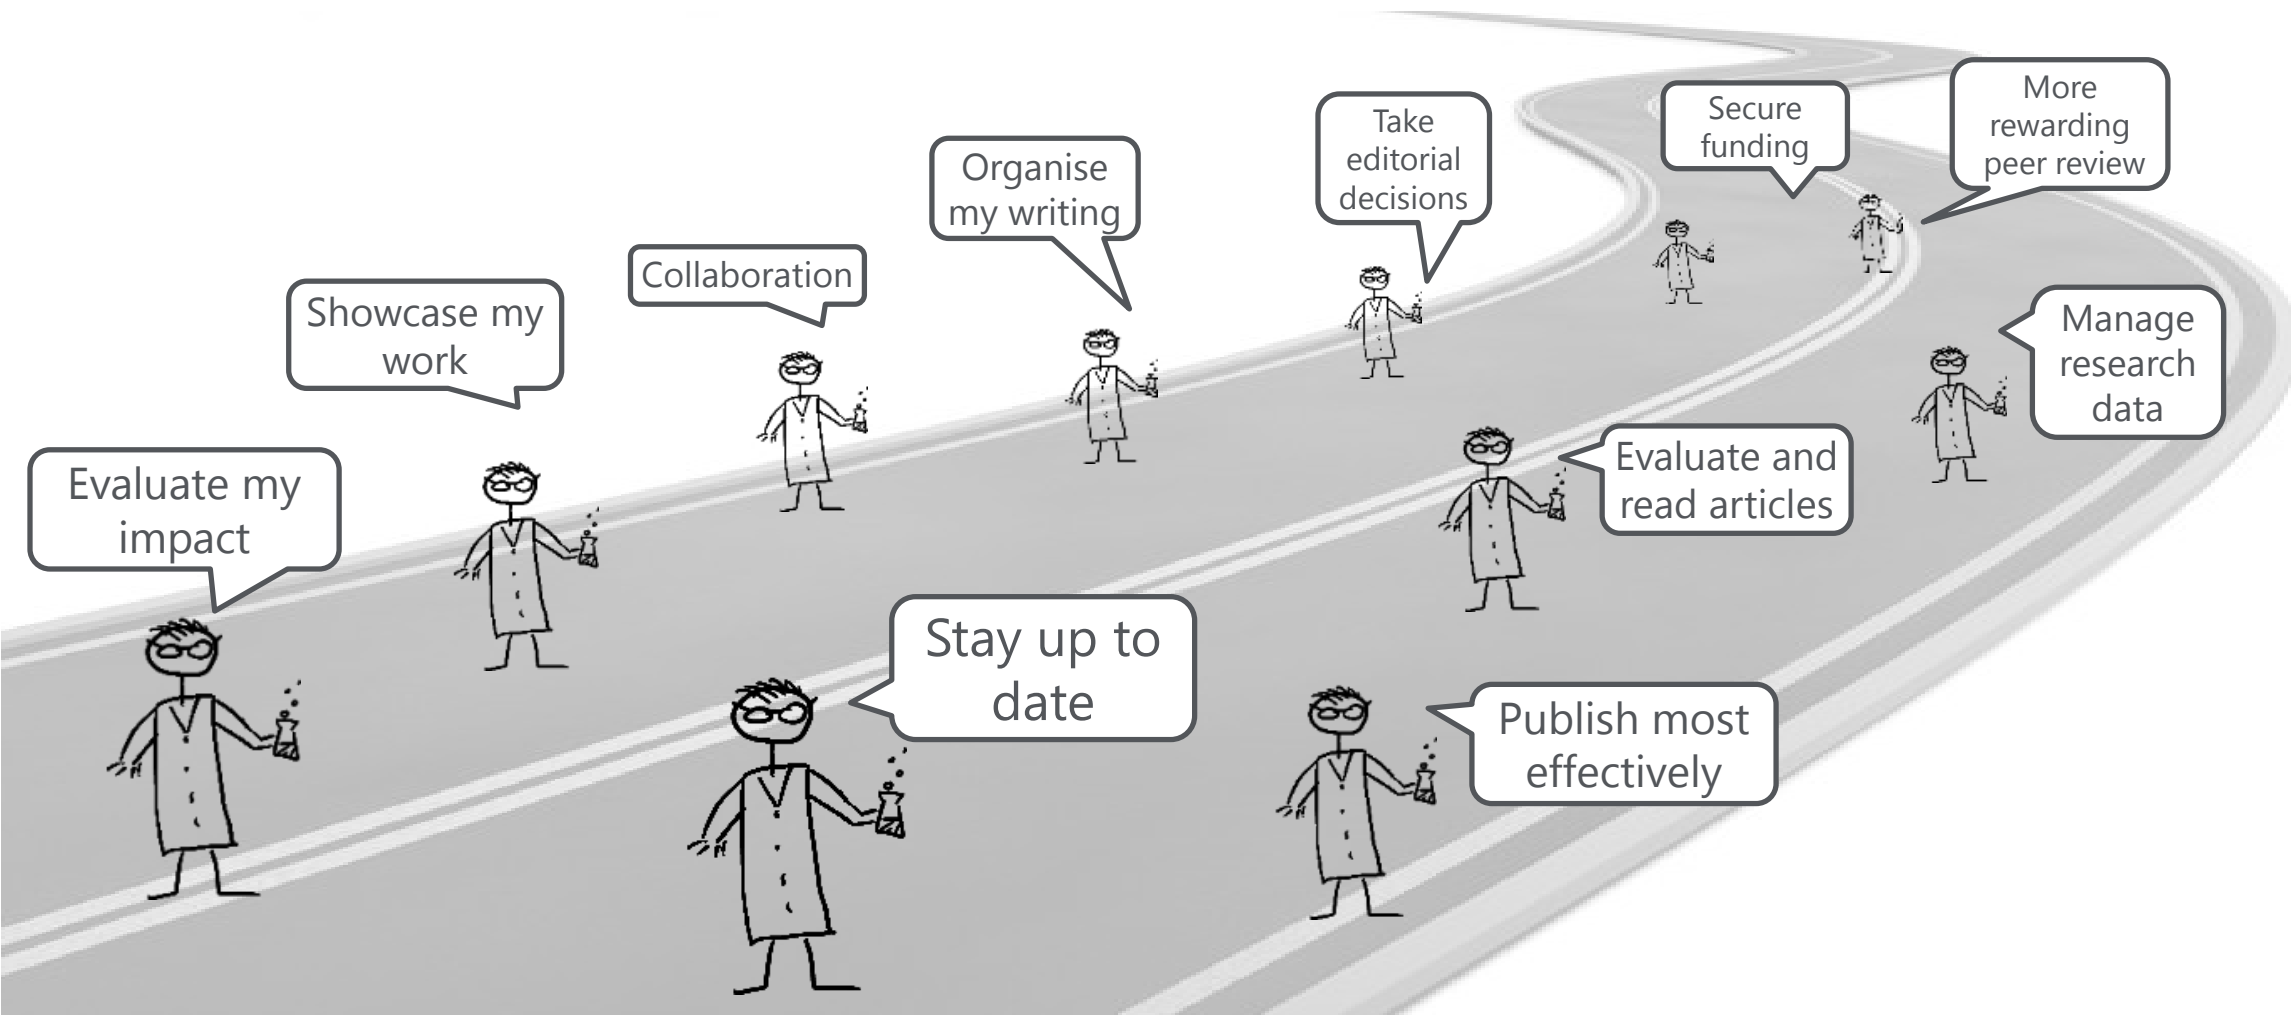 More
rewarding
peer review
Secure
funding
Take
editorial
decisions
Organise
my writing
Collaboration
Showcase my
work
Manage
research
data
Evaluate and
read articles
Evaluate my
impact
Stay up to
date
Publish most
effectively